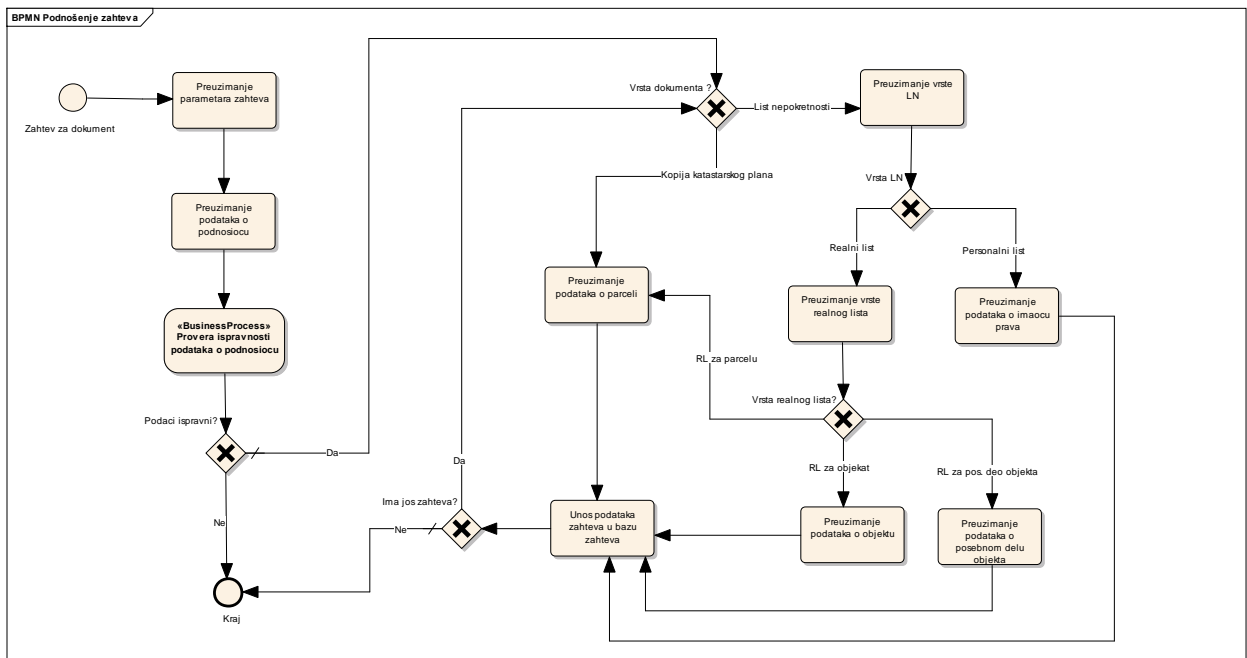 BPMN Podnošenje zahteva
Zahtev za dokument
Preuzimanje
parametara zahteva
Preuzimanje
podataka o
podnosiocu
«BusinessProcess»
Provera ispravnosti
podataka o podnosiocu
Podaci ispravni?
Da
Ne
Kraj
Vrsta dokumenta ?
List nepokretnosti
Kopija katastarskog plana
Preuzimanje vrste
LN
Vrsta LN
Realni list
Personalni list
Preuzimanje
podataka o parceli
Preuzimanje vrste
realnog lista
Preuzimanje
podataka o imaocu
prava
RL za parcelu
Vrsta realnog lista?
RL za objekat
RL za pos. deo objekta
Da
Ima jos zahteva?
Ne
Unos podataka
zahteva u bazu
zahteva
Preuzimanje
podataka o objektu
Preuzimanje
podataka o
posebnom delu
objekta